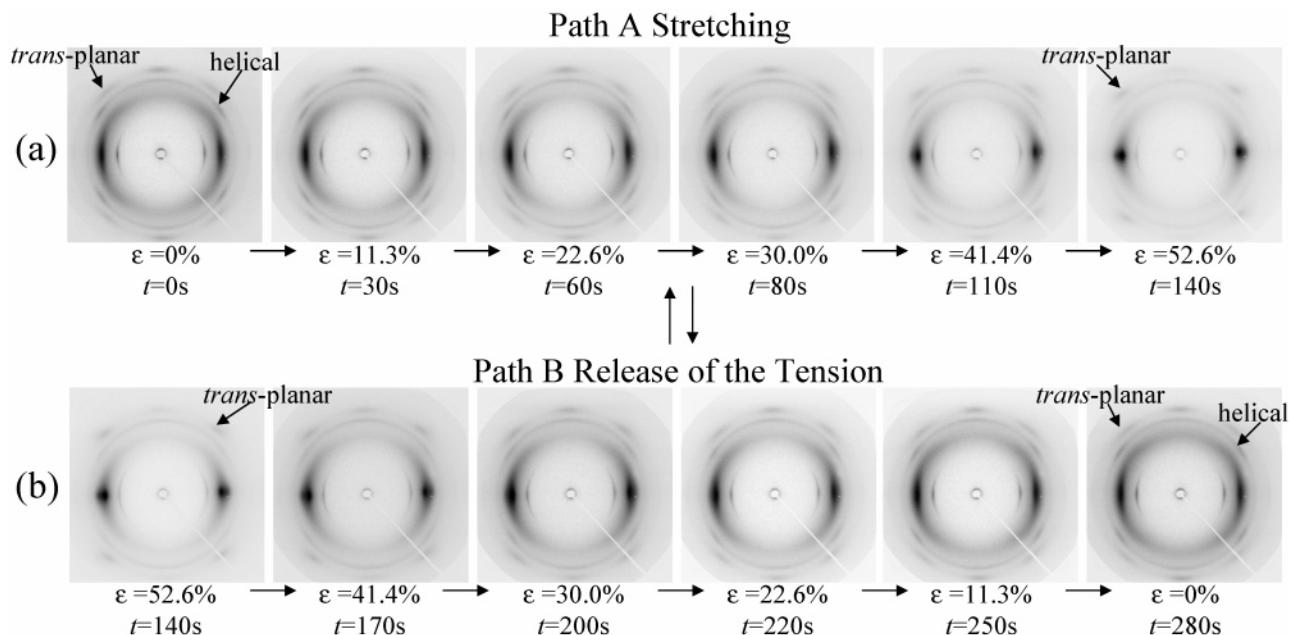 Path A Stretching
trans-planar helical trans-planar
(a)
ε =0% ε =11.3% ε =22.6% ε =30.0% ε =41.4% ε =52.6%
t=0s t=30s t=60s t=80s t=110s t=140s
Path B Release of the Tension
trans-planar trans-planar helical
(b)
ε =52.6% ε =41.4% ε =30.0% ε =22.6% ε =11.3% ε =0%
t=140s t=170s t=200s t=220s t=250s t=280s